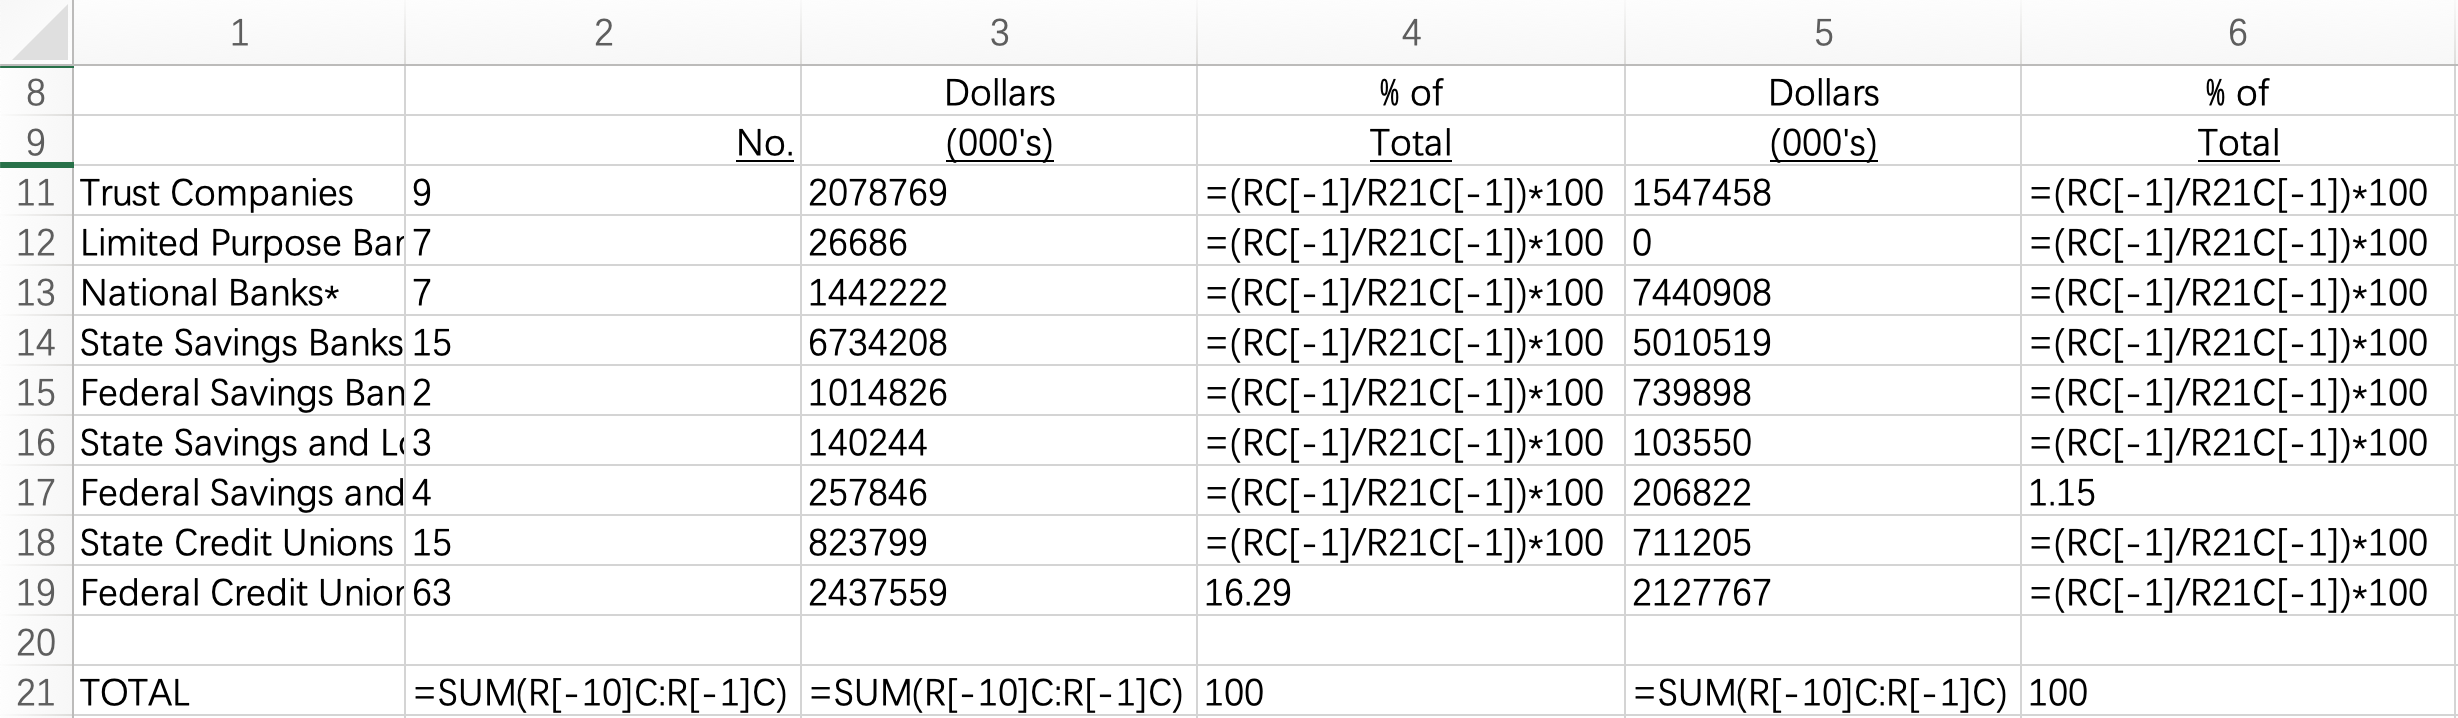 1 2 3 4 5 6
8 Dollars % of Dollars % of
9 No. (000's) Total (000's) Total
11 Trust Companies 9 2078769 =(RC[-1]/R21C[-1])*100 1547458 =(RC[-1]/R21C[-1])*100
12 Limited Purpose Ban 7 26686 =(RC[-1]/R21C[-1])*100 0 =(RC[-1]/R21C[-1])*100
13 National Banks* 7 1442222 =(RC[-1]/R21C[-1])*100 7440908 =(RC[-1]/R21C[-1])*100
14 State Savings Banks 15 6734208 =(RC[-1]/R21C[-1])*100 5010519 =(RC[-1]/R21C[-1])*100
15 Federal Savings Ban 2 1014826 =(RC[-1]/R21C[-1])*100 739898 =(RC[-1]/R21C[-1])*100
16 State Savings and Lo 3 140244 =(RC[-1]/R21C[-1])*100 103550 =(RC[-1]/R21C[-1])*100
17 Federal Savings and 4 257846 =(RC[-1]/R21C[-1])*100 206822 1.15
18 State Credit Unions 15 823799 =(RC[-1]/R21C[-1])*100 711205 =(RC[-1]/R21C[-1])*100
19 Federal Credit Union 63 2437559 16.29 2127767 =(RC[-1]/R21C[-1])*100
20
21 TOTAL =SUM(R[-10]C:R[-1]C) =SUM(R[-10]C:R[-1]C) 100 =SUM(R[-10]C:R[-1]C) 100